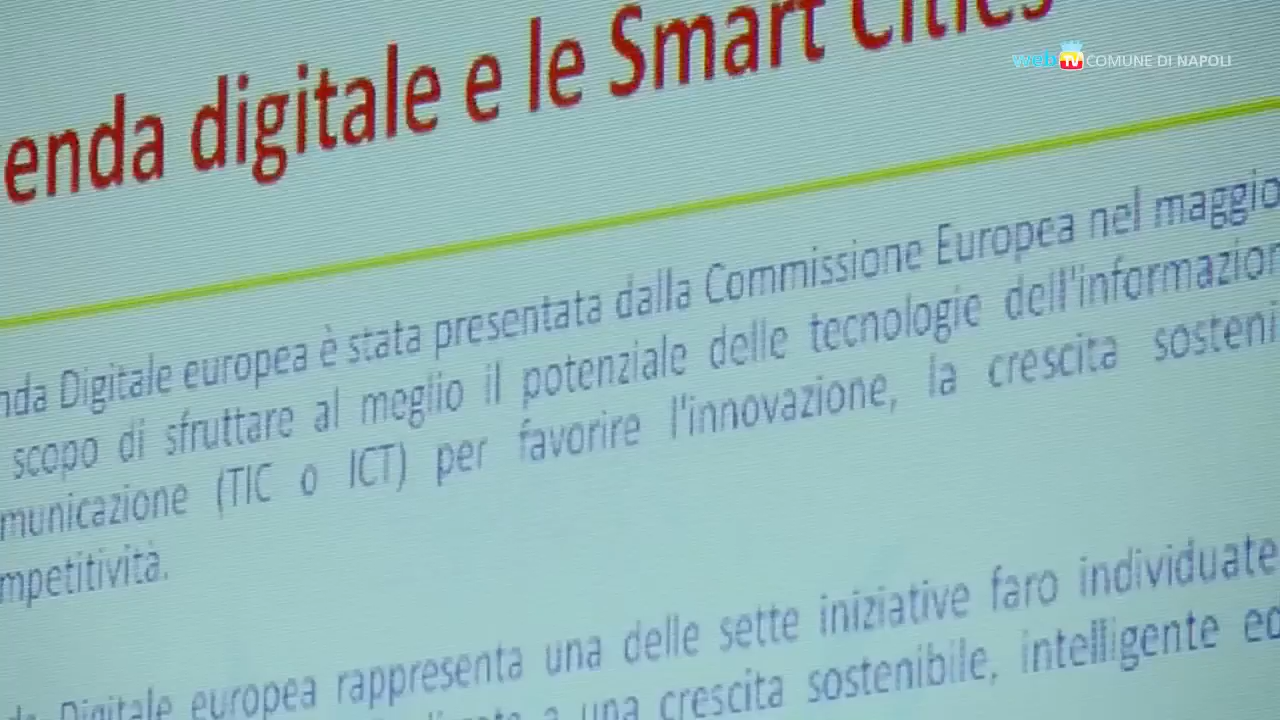 enda digitale e le Smart Cities
web TV COMUNE DI NAPOLI
nda Digitale europea è stata presentata dalla Commissione Europea nel maggio
scopo di sfruttare al meglio il potenziale delle tecnologie dell'informazion
municazione (TIC o ICT) per favorire l'innovazione, la crescita sosteni
mpetitività.
Digitale europea rappresenta una delle sette iniziative faro individuate
a una crescita sostenibile, intelligente ed